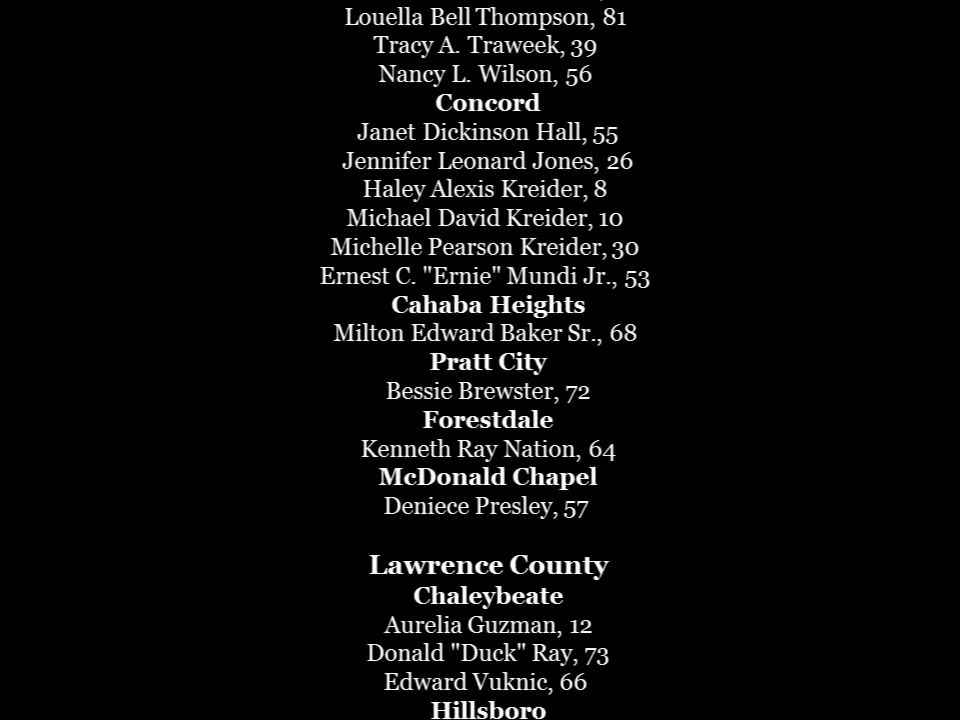 Louella Bell Thompson, 81
Tracy A. Traweek, 39
Nancy L. Wilson, 56
Concord
Janet Dickinson Hall, 55
Jennifer Leonard Jones, 26
Haley Alexis Kreider, 8
Michael David Kreider, 10
Michelle Pearson Kreider, 30
Ernest C. "Ernie" Mundi Jr., 53
Cahaba Heights
Milton Edward Baker Sr., 68
Pratt City
Bessie Brewster, 72
Forestdale
Kenneth Ray Nation, 64
McDonald Chapel
Deniece Presley, 57
Lawrence County
Chaleybeate
Aurelia Guzman, 12
Donald "Duck" Ray, 73
Edward Vuknic, 66
Hillsboro